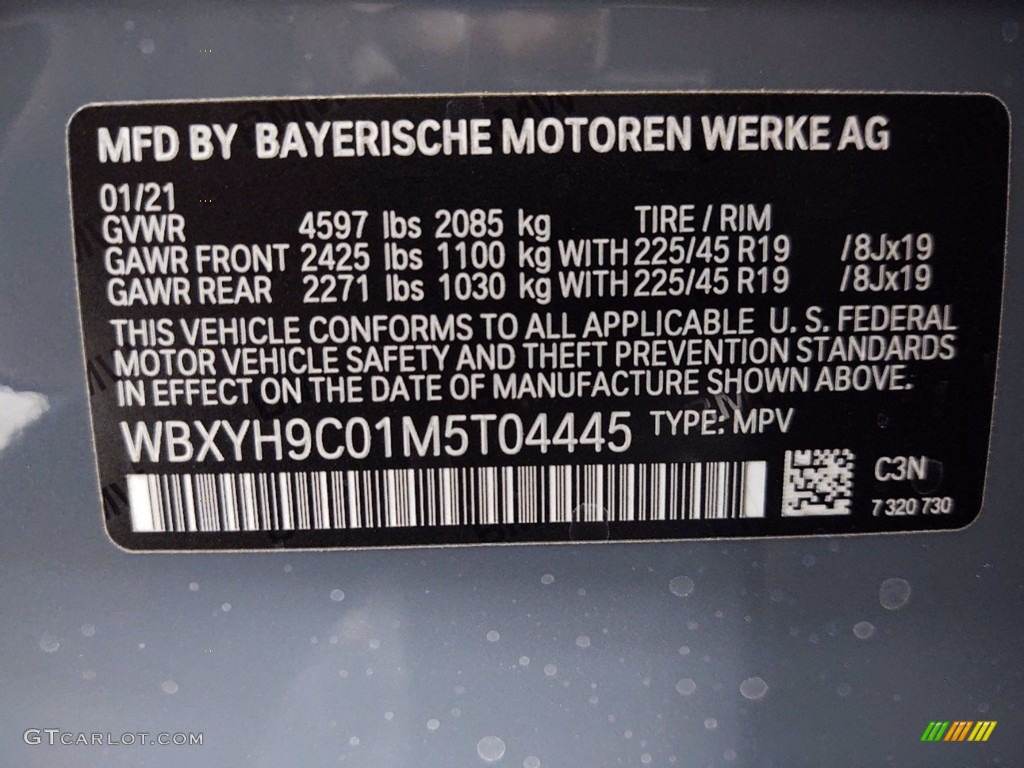 MFD BY BAYERISCHE MOTOREN WERKE AG
01/21
GVWR 4597 lbs 2085 kg TIRE / RIM
GAWR FRONT 2425 lbs 1100 kg WITH 225/45 R19 /8Jx19
GAWR REAR 2271 lbs 1030 kg WITH 225/45 R19 /8Jx19
THIS VEHICLE CONFORMS TO ALL APPLICABLE U. S. FEDERAL
MOTOR VEHICLE SAFETY AND THEFT PREVENTION STANDARDS
IN EFFECT ON THE DATE OF MANUFACTURE SHOWN ABOVE.
WBXYH9C01M5T04445 TYPE: MPV
C3N
7 320 730
GTCARLOT.COM